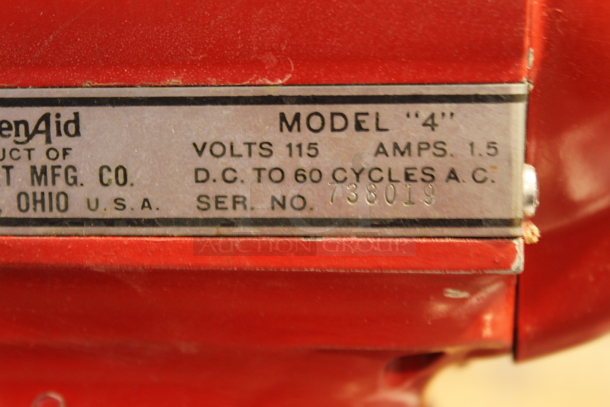 enAid
UCT OF
T MFG. CO.
, OHIO U.S.A.
MODEL "4"
VOLTS 115 AMPS. 1.5
D.C. TO 60 CYCLES A.C.
SER. NO. 738019
AUCTION GROUP